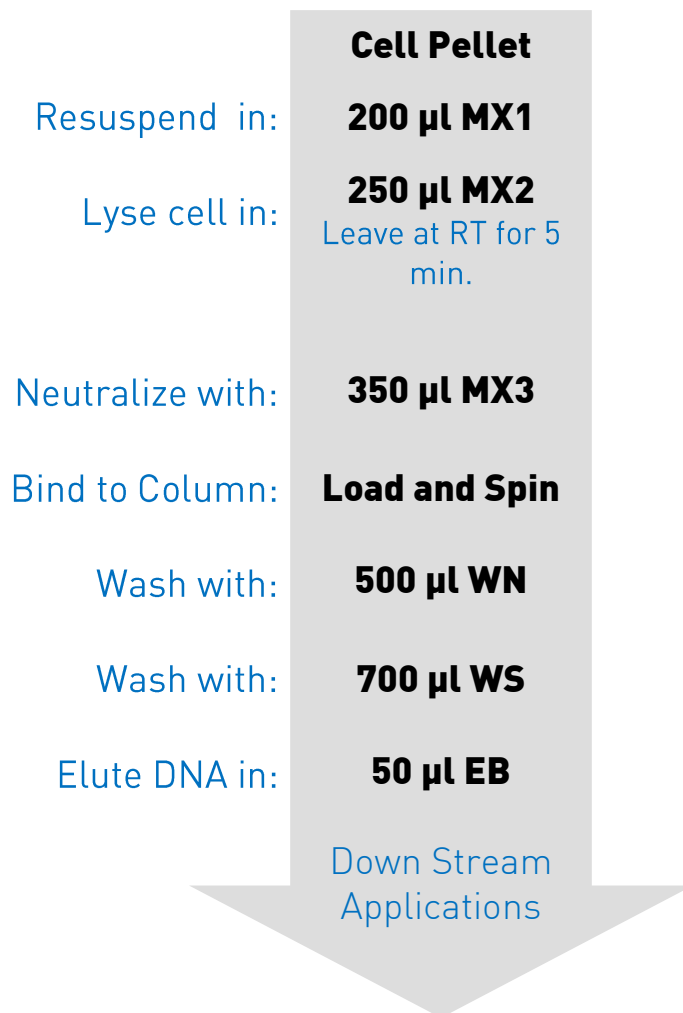 Cell Pellet
Resuspend in: 200 µl MX1
Lyse cell in: 250 µl MX2
Leave at RT for 5
min.
Neutralize with: 350 µl MX3
Bind to Column: Load and Spin
Wash with: 500 µl WN
Wash with: 700 µl WS
Elute DNA in: 50 µl EB
Down Stream
Applications